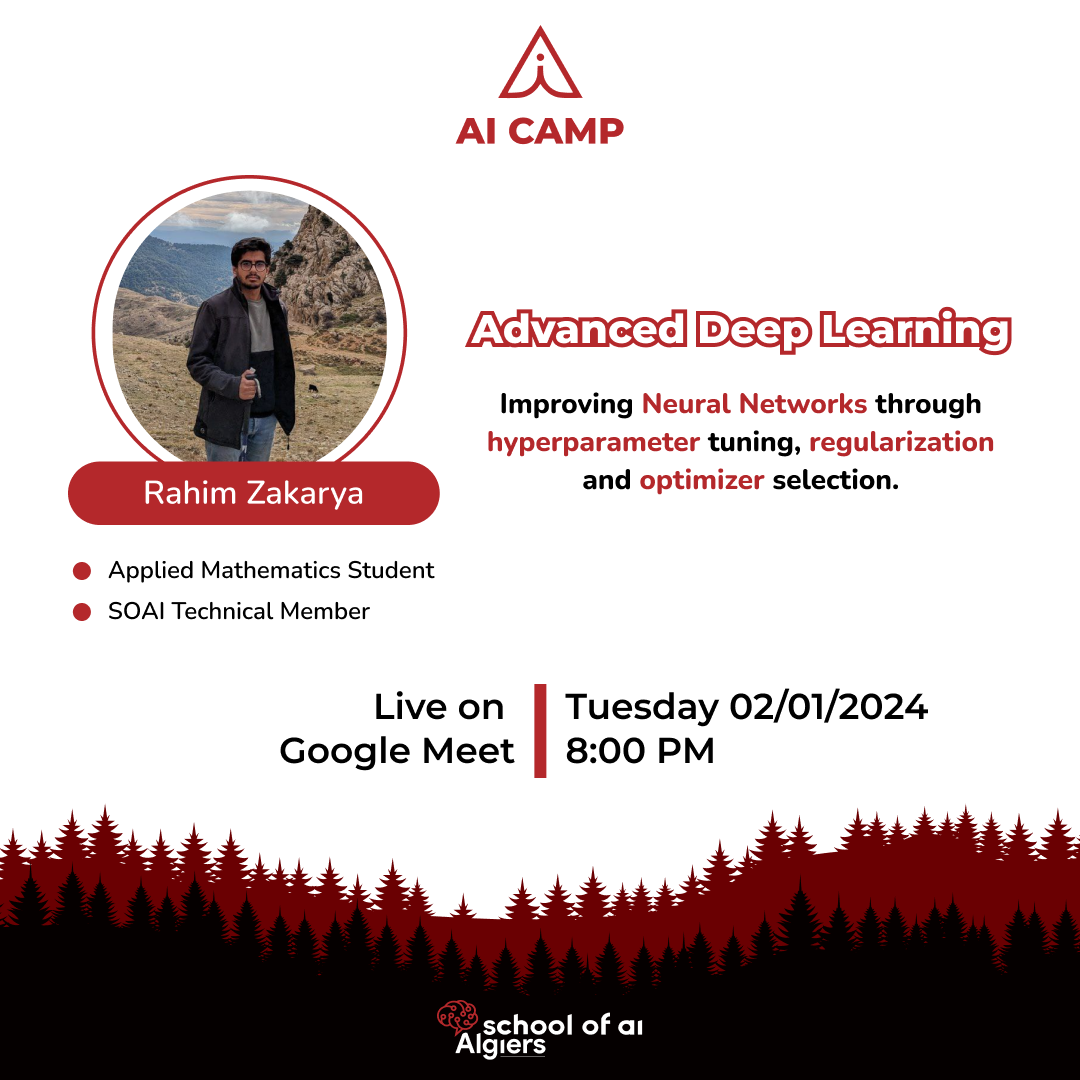 AI CAMP
Rahim Zakarya
Applied Mathematics Student
SOAI Technical Member
Advanced Deep Learning
Improving Neural Networks through
hyperparameter tuning, regularization
and optimizer selection.
Live on
Google Meet
Tuesday 02/01/2024
8:00 PM
school of ai
Algiers